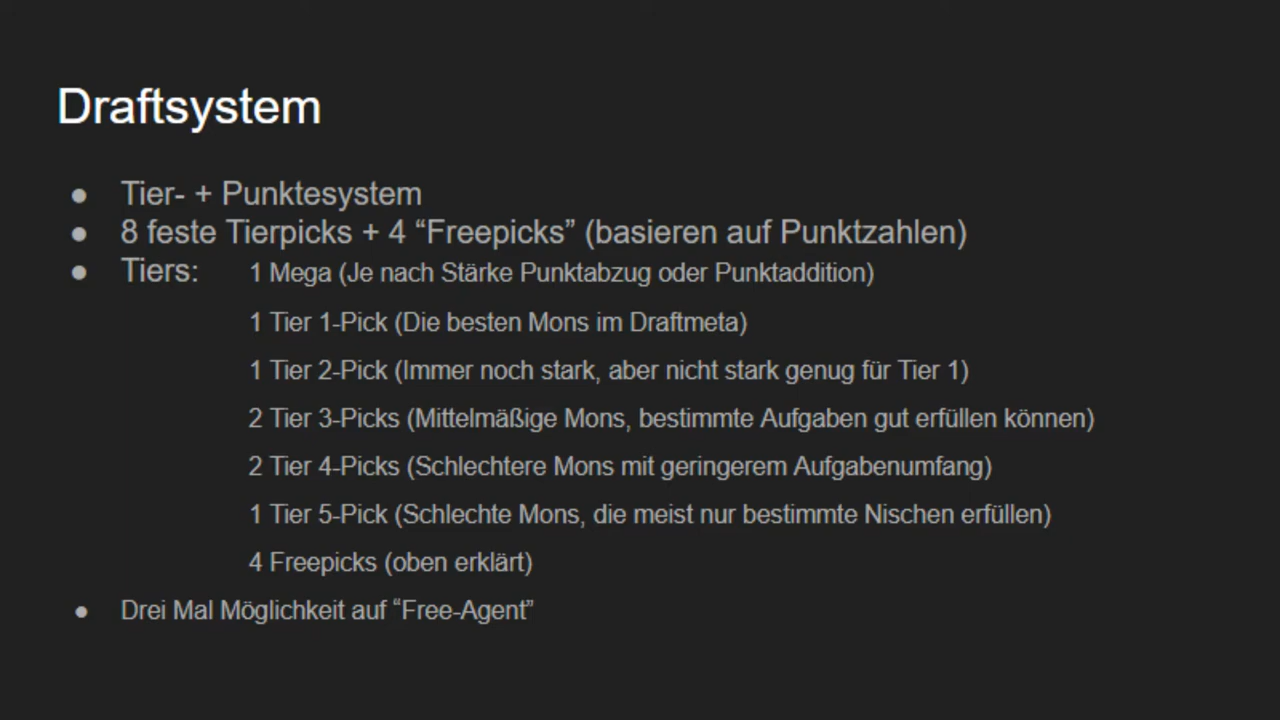 Draftsystem
● Tier- + Punktesystem
● 8 feste Tierpicks + 4 “Freepicks” (basieren auf Punktzahlen)
● Tiers: 1 Mega (Je nach Stärke Punktabzug oder Punktaddition)
1 Tier 1-Pick (Die besten Mons im Draftmeta)
1 Tier 2-Pick (Immer noch stark, aber nicht stark genug für Tier 1)
2 Tier 3-Picks (Mittelmäßige Mons, bestimmte Aufgaben gut erfüllen können)
2 Tier 4-Picks (Schlechtere Mons mit geringerem Aufgabenumfang)
1 Tier 5-Pick (Schlechte Mons, die meist nur bestimmte Nischen erfüllen)
4 Freepicks (oben erklärt)
● Drei Mal Möglichkeit auf “Free-Agent”